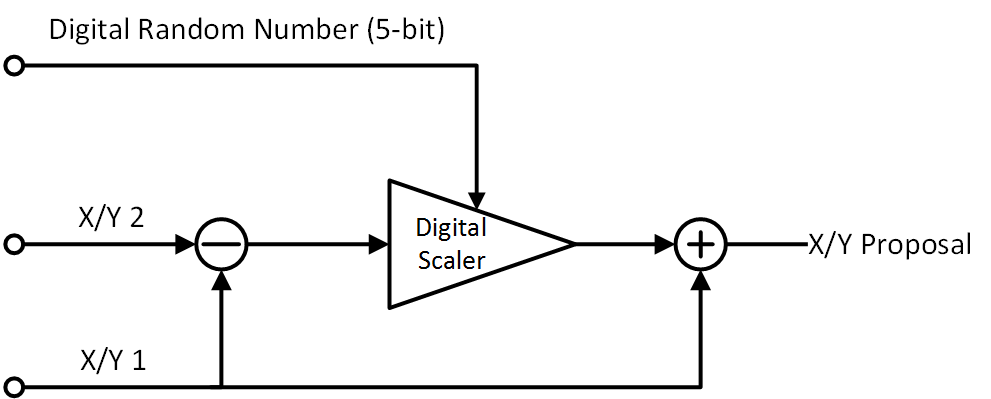 Digital Random Number (5-bit)
X/Y 2
Digital
Scaler
X/Y Proposal
X/Y 1